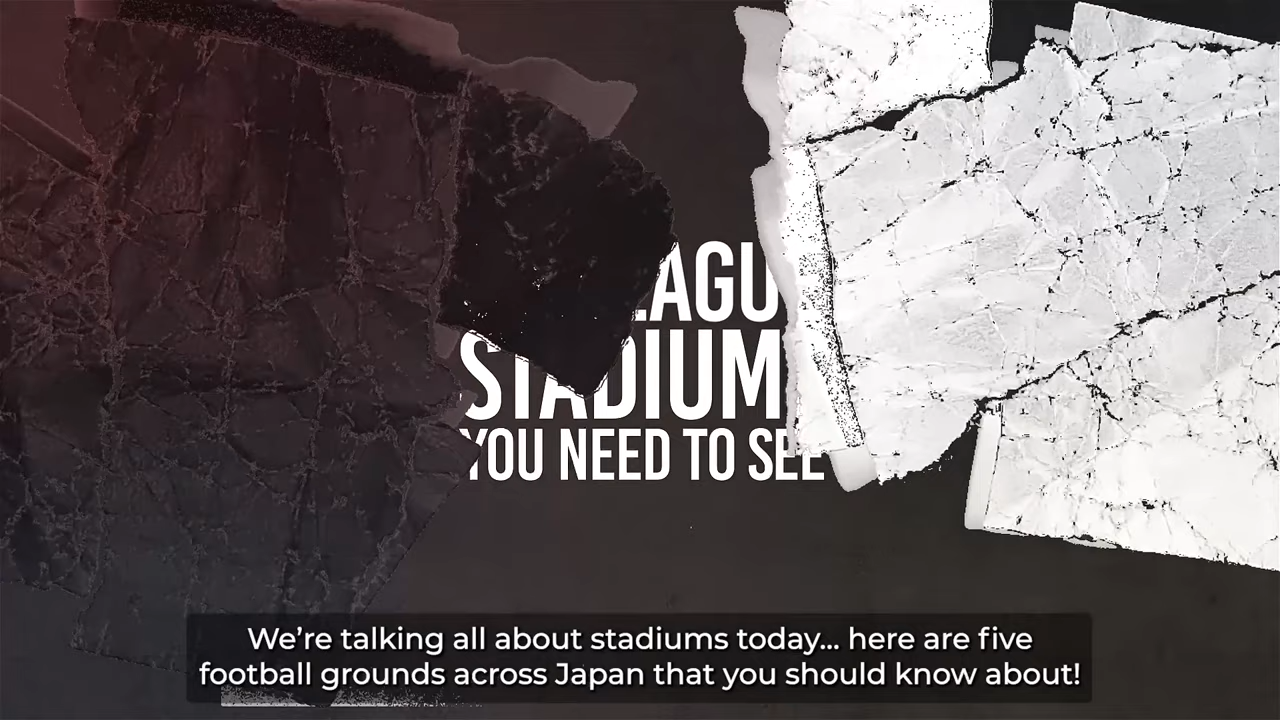 STADIUM
YOU NEED TO SEE
We're talking all about stadiums today... here are five
football grounds across Japan that you should know about!